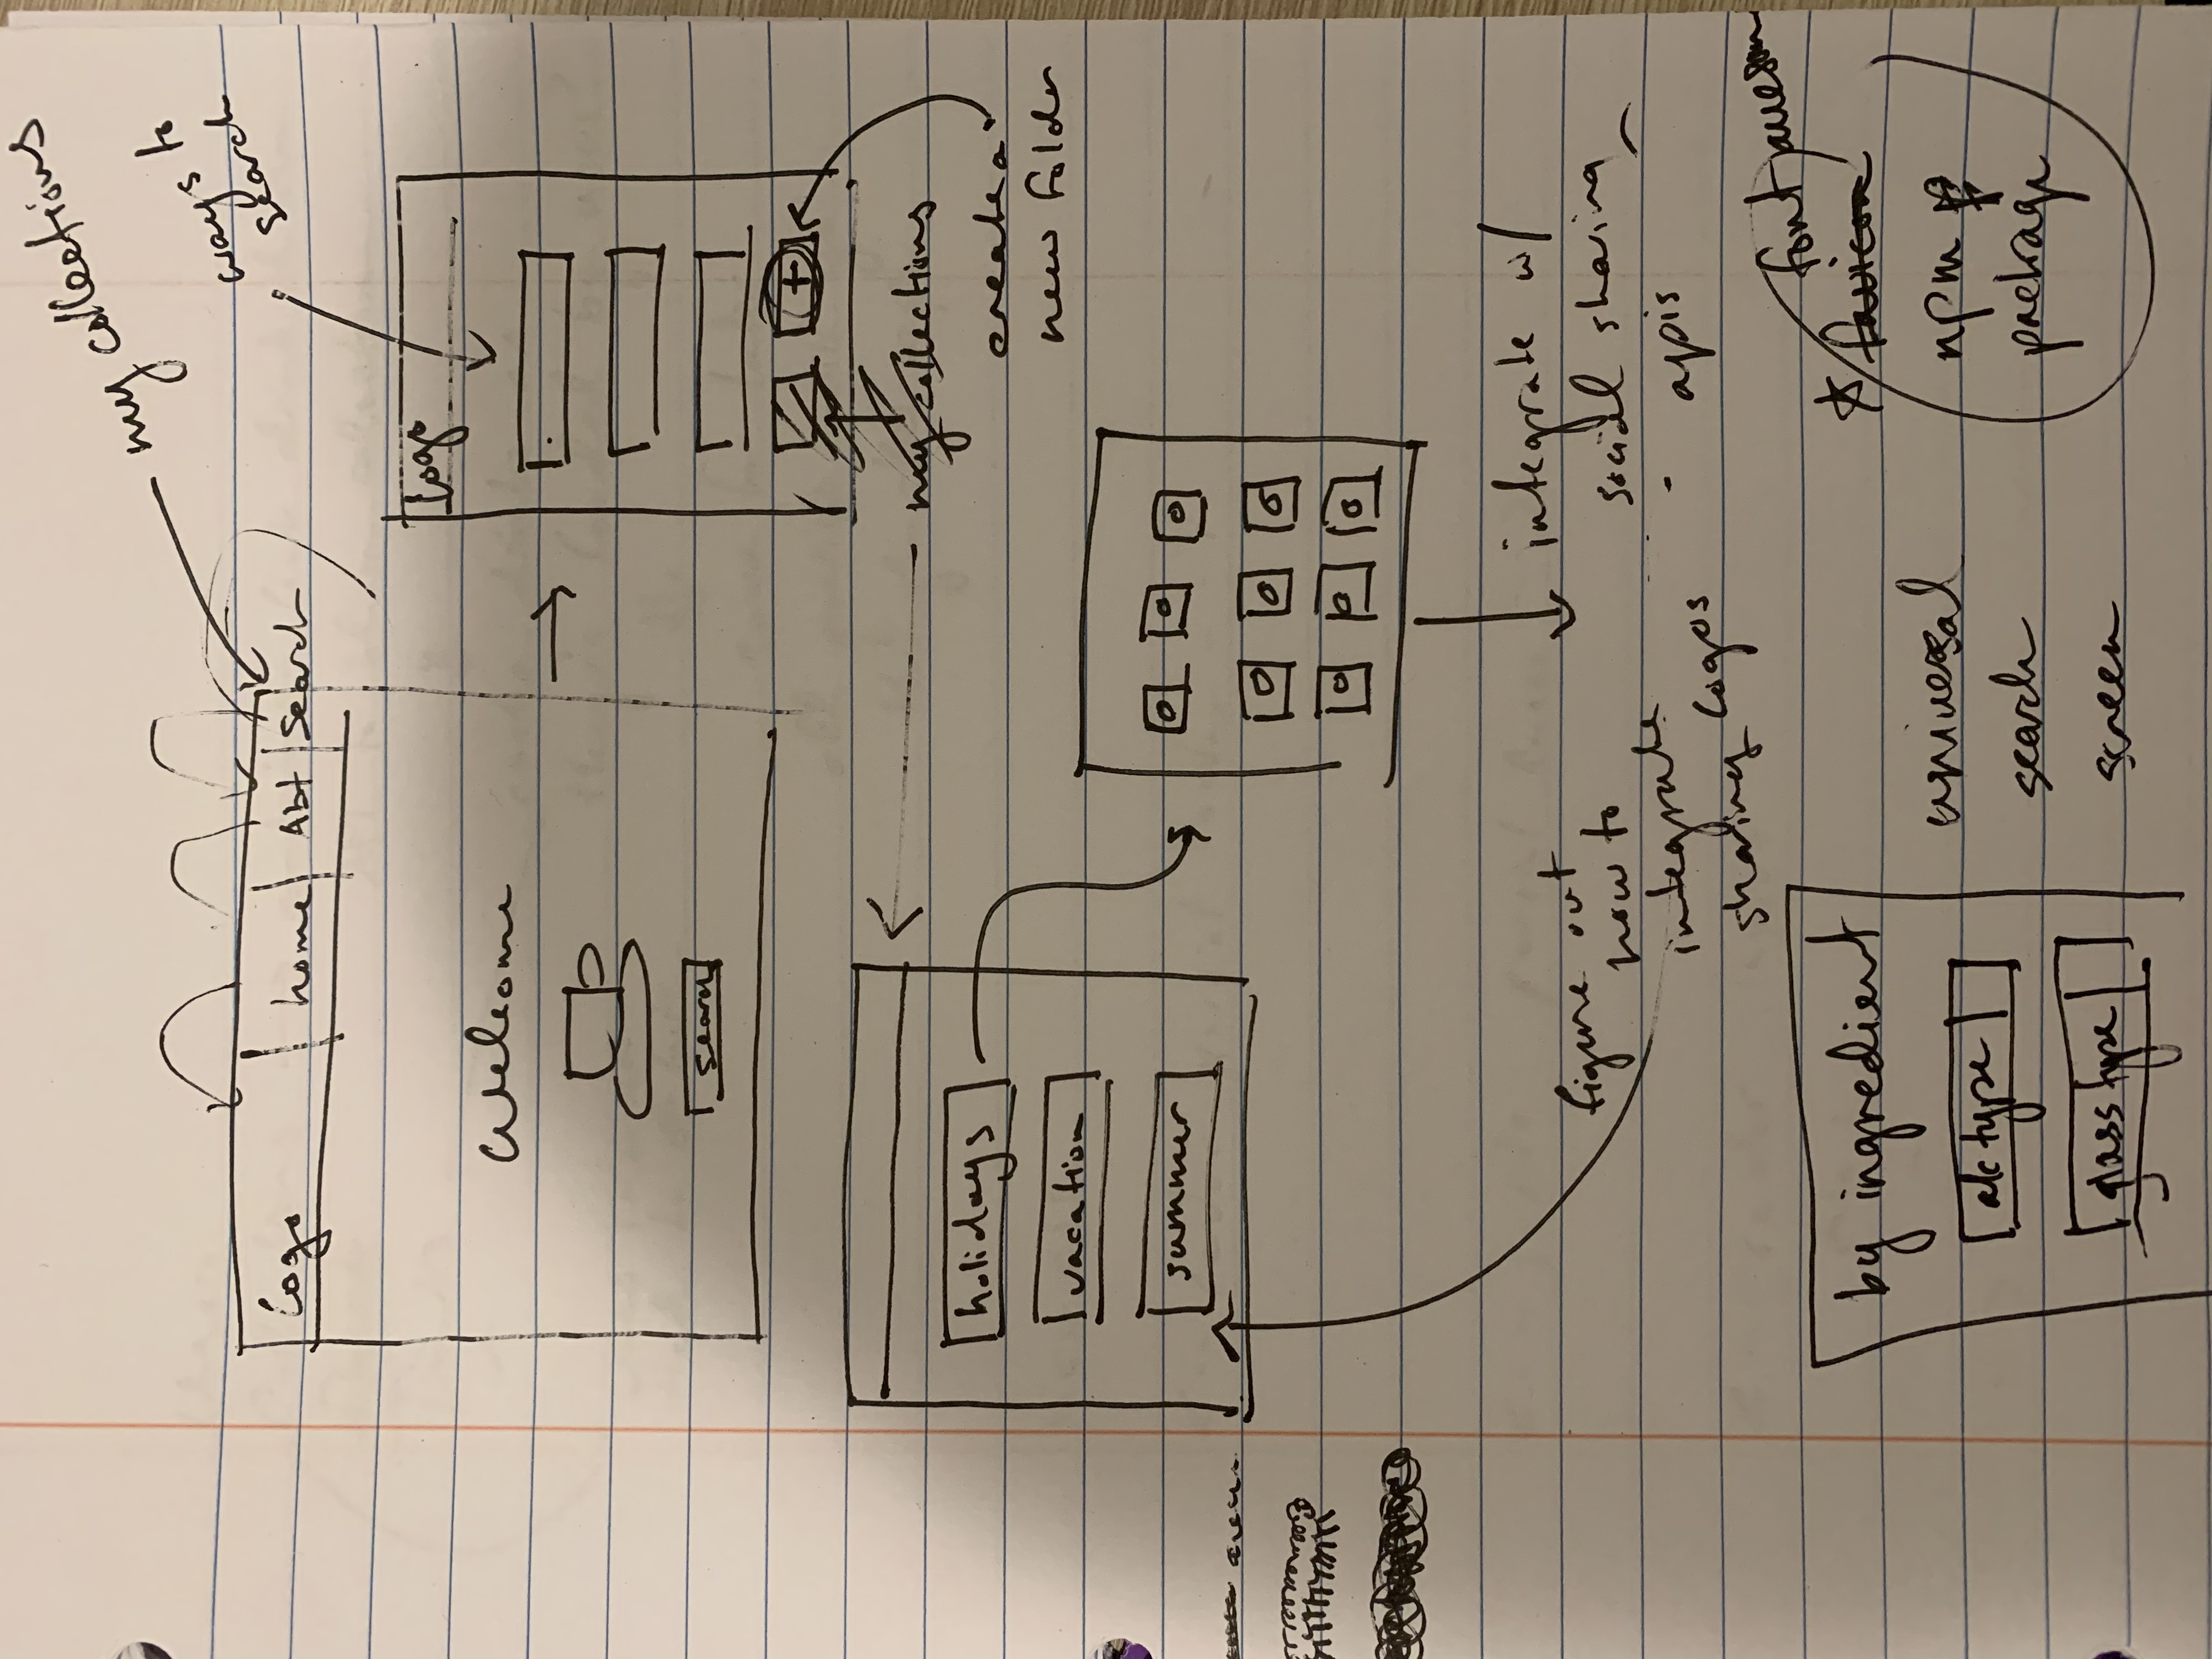 my collections
ways to
search
Logo home Abt Search
Logo
Welcome
search
+
my collections
create a
new folder
holidays
vacation
summer
figure out
how to
integrate
sharing logos
integrate w/
social sharing
apis
by ingredient
alc type
glass type
universal
search
screen
font awesom
favicon
npm
package